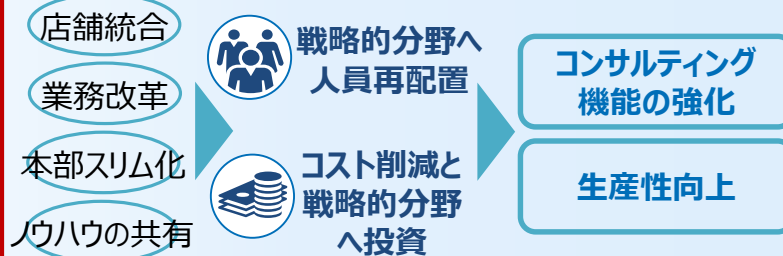 店舗統合
業務改革
本部スリム化
ノウハウの共有
戦略的分野へ
人員再配置
コスト削減と
戦略的分野
へ投資
コンサルティング
機能の強化
生産性向上